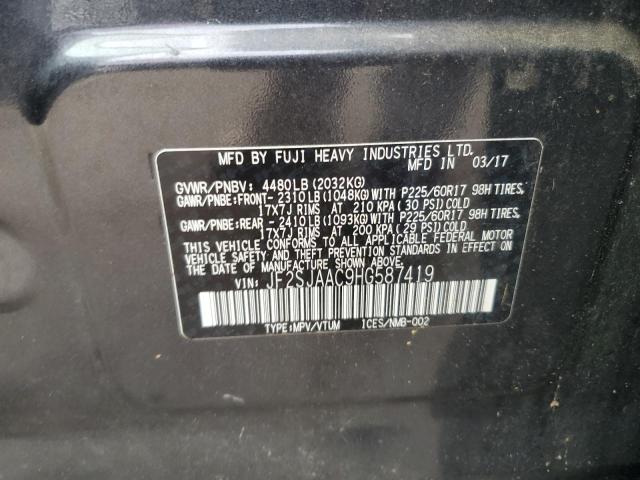 MFD BY FUJI HEAVY INDUSTRIES LTD.
MFD IN 03/17
GVWR/PNBV: 4480LB(2032KG)
GAWR/PNBE:FRONT- 2310LB(1048KG)WITH P225/60R17 98H TIRES,
17X7J RIMS AT 210 KPA(30 PSI)COLD
GAWR/PNBE:REAR -2410LB(1093KG)WITH P225/60R17 98H TIRES,
17X7J RIMS AT 200 KPA(29 PSI)COLD
THIS VEHICLE CONFORMS TO ALL APPLICABLE FEDERAL MOTOR
VEHICLE SAFETY AND THEFT PREVENTION STANDARDS IN EFFECT
ON THE DATE OF MANUFACTURE SHOWN ABOVE.
VIN: JF2SJAAC9HG587419
TYPE:MPV/VTUM ICES/NMB-002